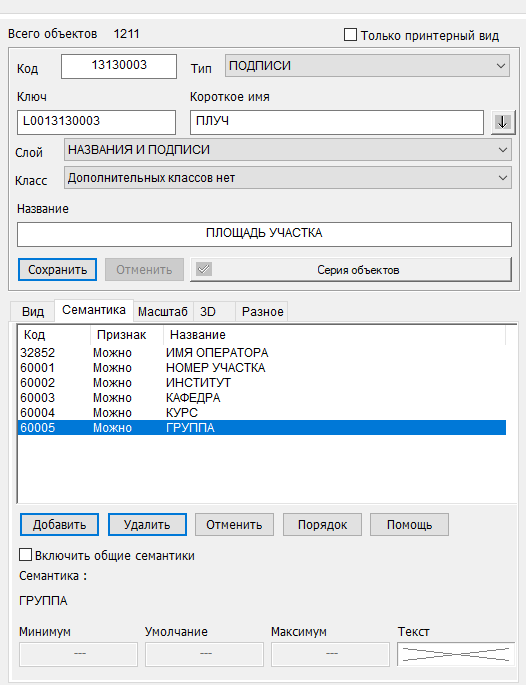 Всего объектов 1211 Только принтерный вид
Код 13130003 Тип ПОДПИСИ
Ключ Короткое имя
L0013130003 ПЛУЧ
Слой НАЗВАНИЯ И ПОДПИСИ
Класс Дополнительных классов нет
Название
ПЛОЩАДЬ УЧАСТКА
Сохранить Отменить Серия объектов
Вид Семантика Масштаб 3D Разное
Код Признак Название
32852 Можно ИМЯ ОПЕРАТОРА
60001 Можно НОМЕР УЧАСТКА
60002 Можно ИНСТИТУТ
60003 Можно КАФЕДРА
60004 Можно КУРС
60005 Можно ГРУППА
Добавить Удалить Отменить Порядок Помощь
Включить общие семантики
Семантика :
ГРУППА
Минимум Умолчание Максимум Текст
--- --- ---